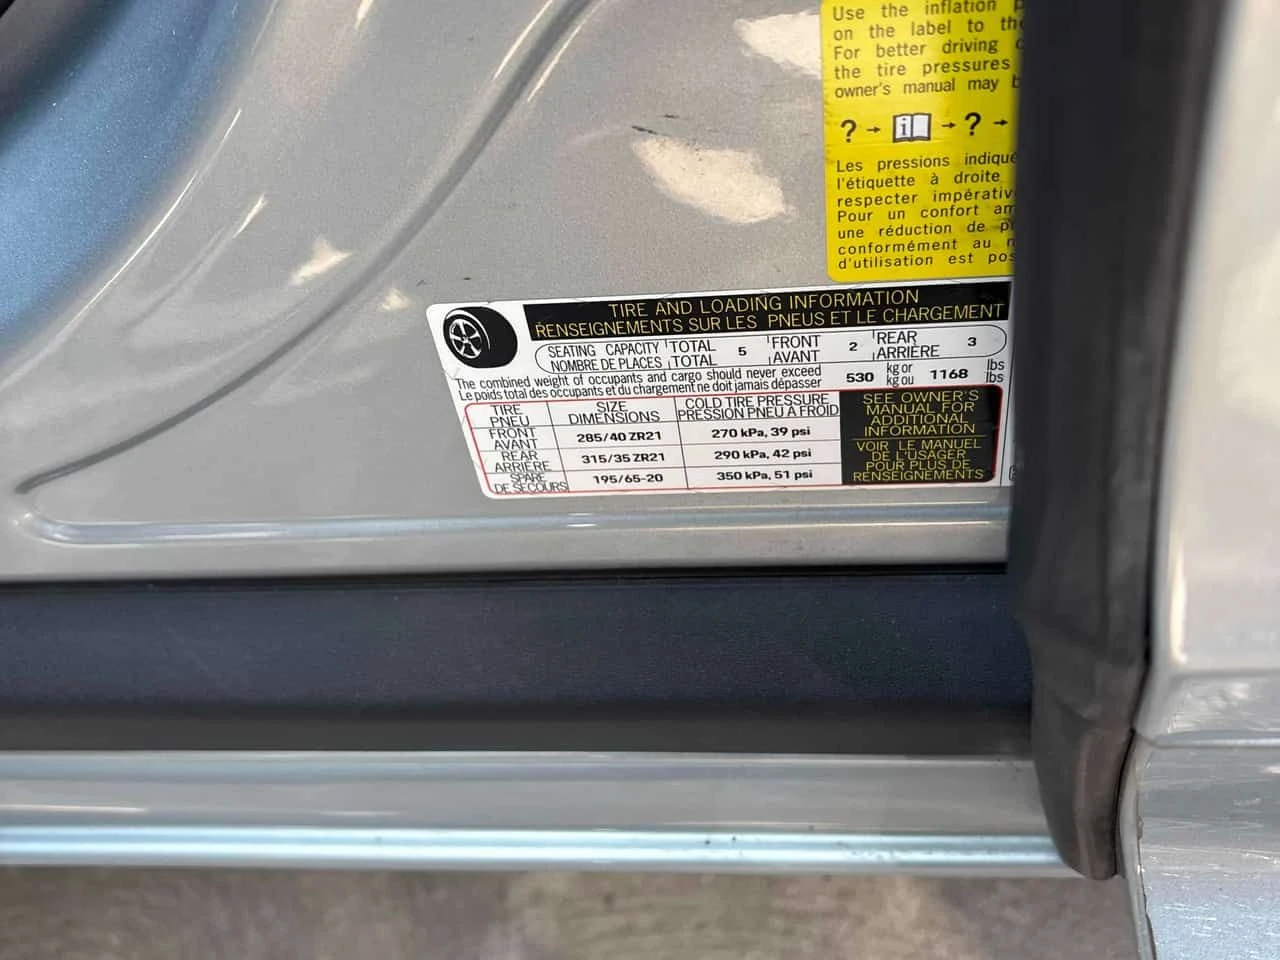 Use the inflation
on the label to
For better driving
the tire pressures
owner's manual may
? → i → ? →
Les pressions
l'étiquette à droite
respecter
Pour un confort
une réduction de
conformément au
d'utilisation est
TIRE AND LOADING INFORMATION
RENSEIGNEMENTS SUR LES PNEUS ET LE CHARGEMENT
SEATING CAPACITY TOTAL 5 FRONT 2 REAR 3
NOMBRE DE PLACES TOTAL AVANT ARRIÈRE
The combined weight of occupants and cargo should never exceed 530 kg or 1168 lbs
Le poids total des occupants et du chargement ne doit jamais dépasser kg ou lbs
TIRE SIZE COLD TIRE PRESSURE
PNEU DIMENSIONS PRESSION PNEU A FROID
FRONT 285/40 ZR21 270 kPa, 39 psi
AVANT
REAR 315/35 ZR21 290 kPa, 42 psi
ARRIÈRE
SPARE 195/65-20 350 kPa, 51 psi
DE SECOURS
SEE OWNER'S
MANUAL FOR
ADDITIONAL
INFORMATION
VOIR LE MANUEL
DE L'USAGER
POUR PLUS DE
RENSEIGNEMENTS